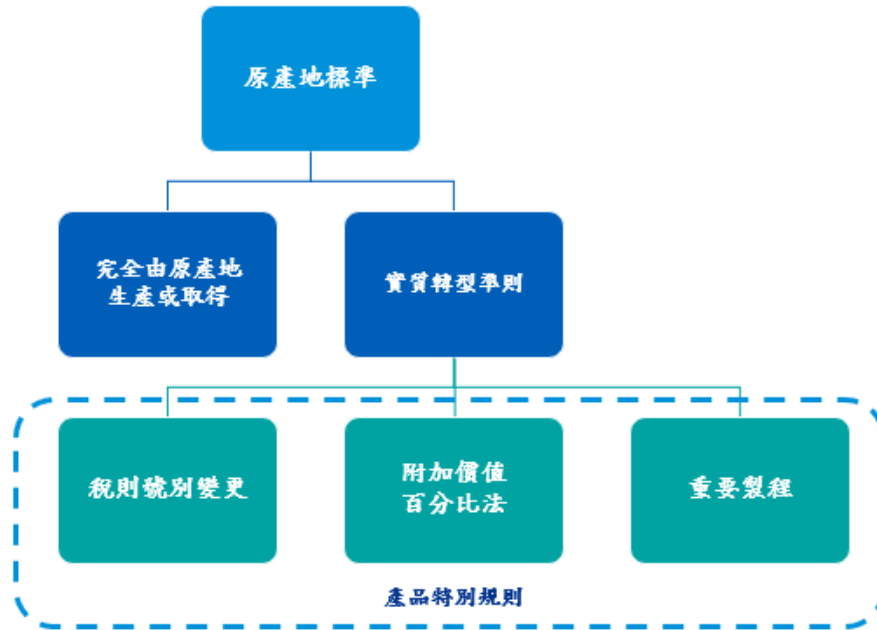 原產地標準
完全由原產地
生產或取得
實質轉型準則
稅則號別變更
附加價值
百分比法
重要製程
產品特別規則